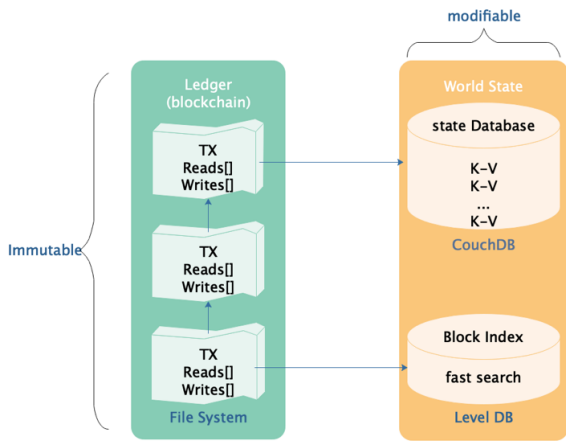 modifiable
Immutable
Ledger
(blockchain)
TX
Reads[]
Writes[]
TX
Reads[]
Writes[]
TX
Reads[]
Writes[]
File System
World State
state Database
K-V
K-V
...
K-V
CouchDB
Block Index
fast search
Level DB